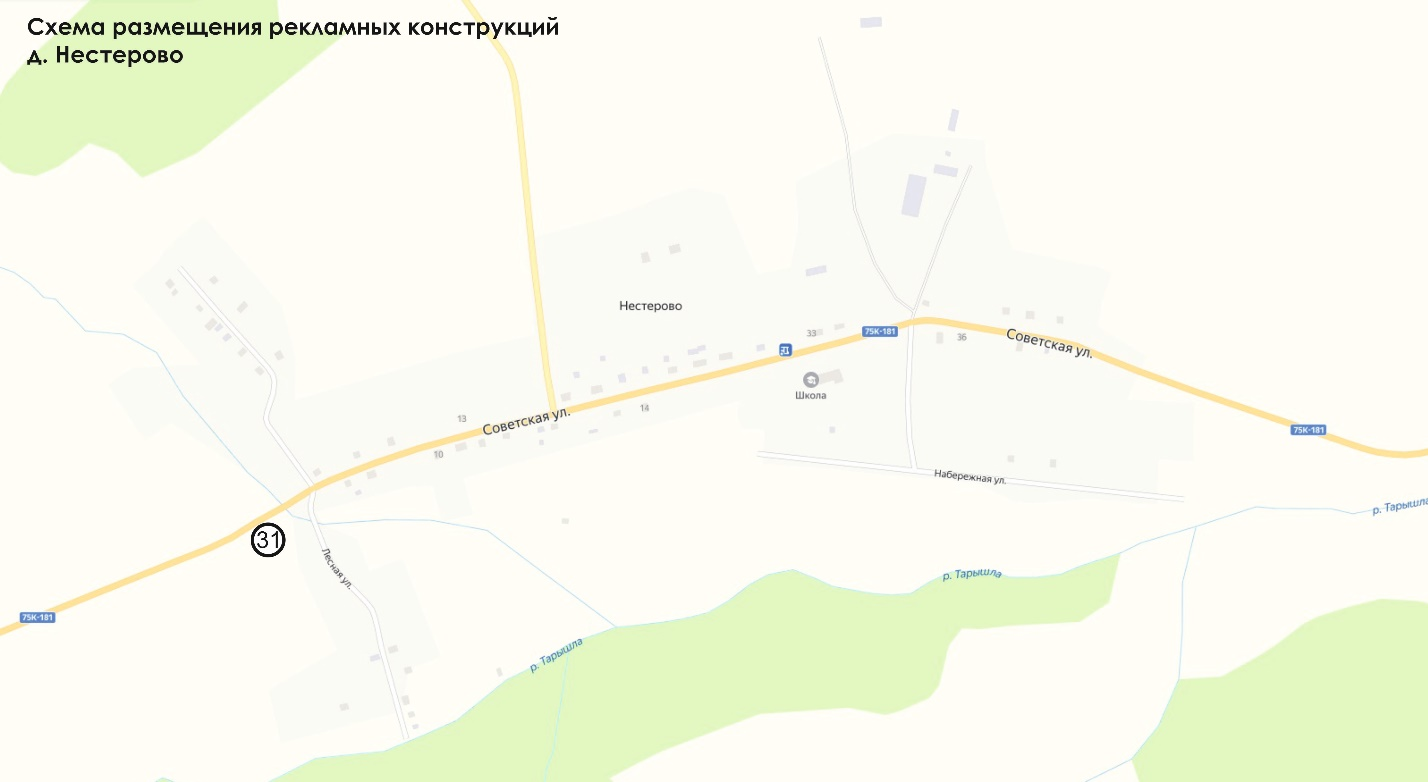 Схема размещения рекламных конструкций
д. Нестерово
Нестерово
33
75К-181
36
Советская ул.
Школа
14
13
Советская ул.
10
75К-181
Набережная ул.
р. Тарышла
31
Лесная ул.
р. Тарышла
75К-181
р. Тарышла